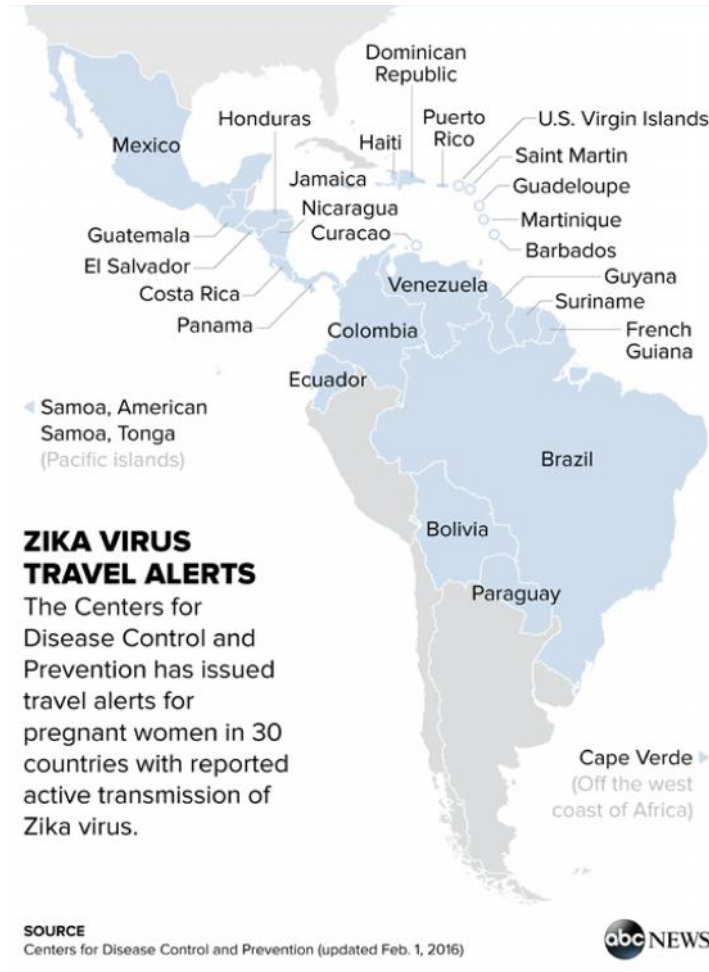 Dominican
Republic
Honduras
Puerto
Rico
U.S. Virgin Islands
Mexico
Haiti
Saint Martin
Jamaica
Guadeloupe
Nicaragua
Martinique
Guatemala
Curacao
Barbados
El Salvador
Guyana
Venezuela
Costa Rica
Suriname
Panama
Colombia
French
Guiana
Ecuador
Samoa, American
Samoa, Tonga
(Pacific islands)
Brazil
Bolivia
Paraguay
ZIKA VIRUS
TRAVEL ALERTS
The Centers for
Disease Control and
Prevention has issued
travel alerts for
pregnant women in 30
countries with reported
active transmission of
Zika virus.
Cape Verde
(Off the west
coast of Africa)
SOURCE
Centers for Disease Control and Prevention (updated Feb. 1, 2016)
abc NEWS